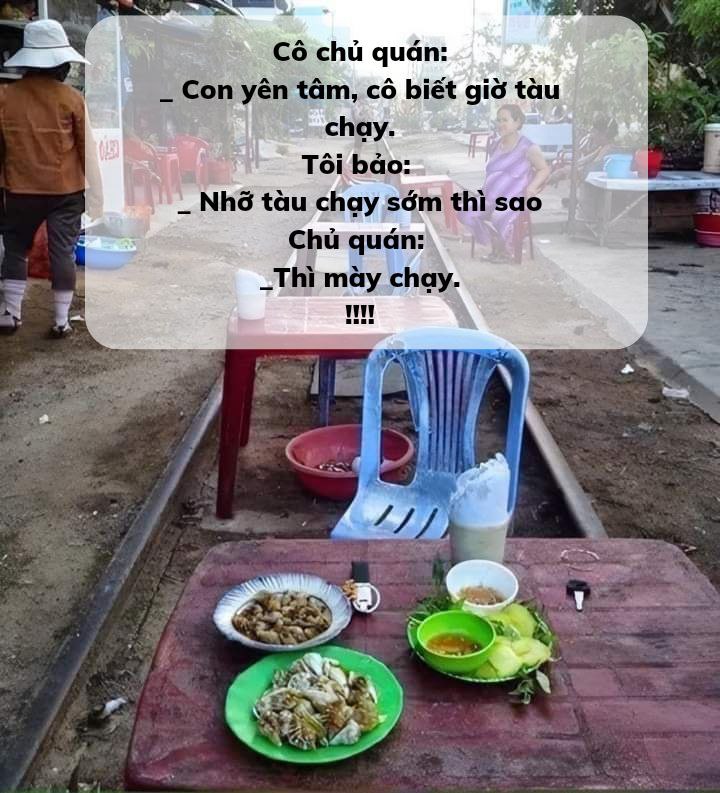 Cô chủ quán:
_ Con yên tâm, cô biết giờ tàu
chạy.
Tôi bảo:
_ Nhỡ tàu chạy sớm thì sao
Chủ quán:
_Thì mày chạy.
!!!!